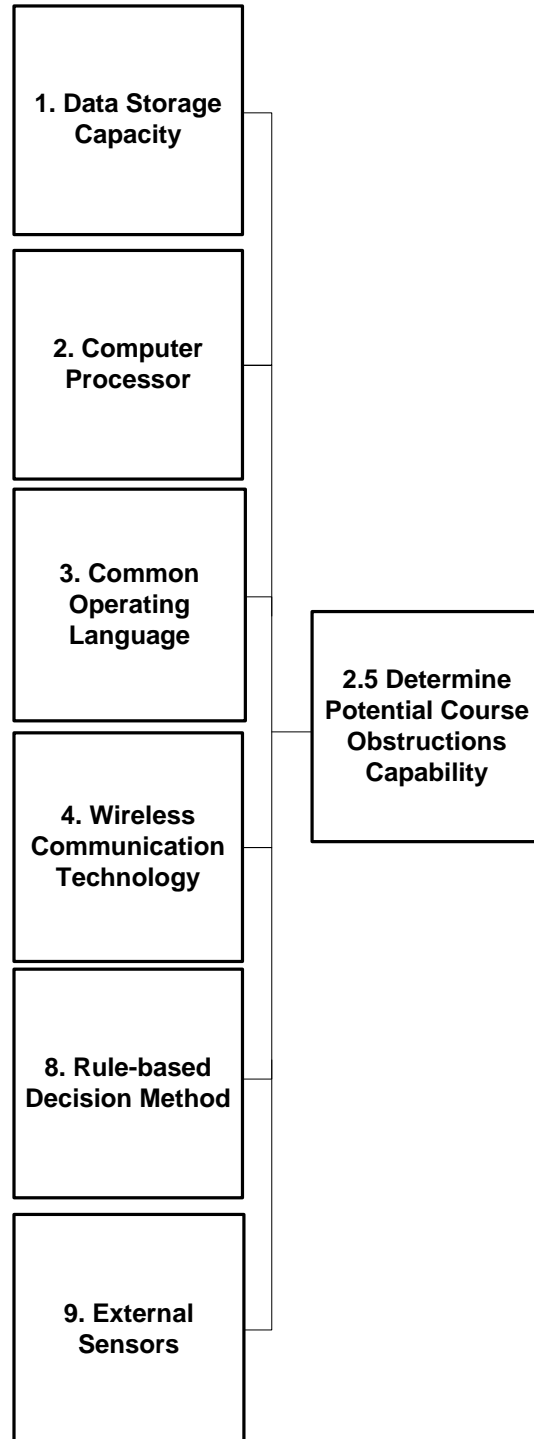 1. Data Storage
Capacity
2. Computer
Processor
3. Common
Operating
Language
2.5 Determine
Potential Course
Obstructions
Capability
4. Wireless
Communication
Technology
8. Rule-based
Decision Method
9. External
Sensors